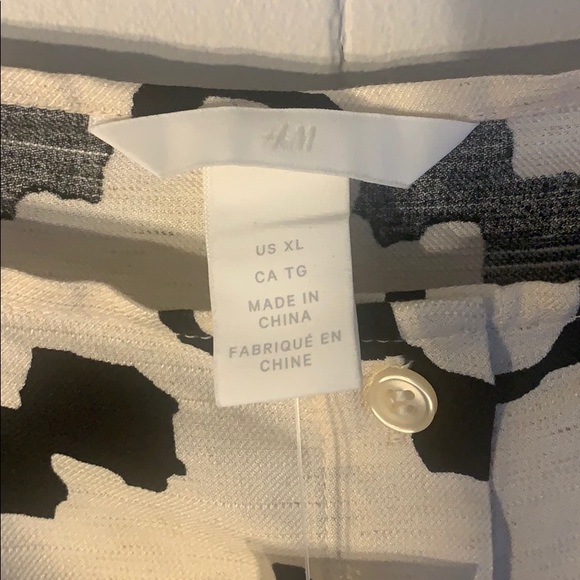 H&M
US XL
CA TG
MADE IN
CHINA
FABRIQUÉ EN
CHINE